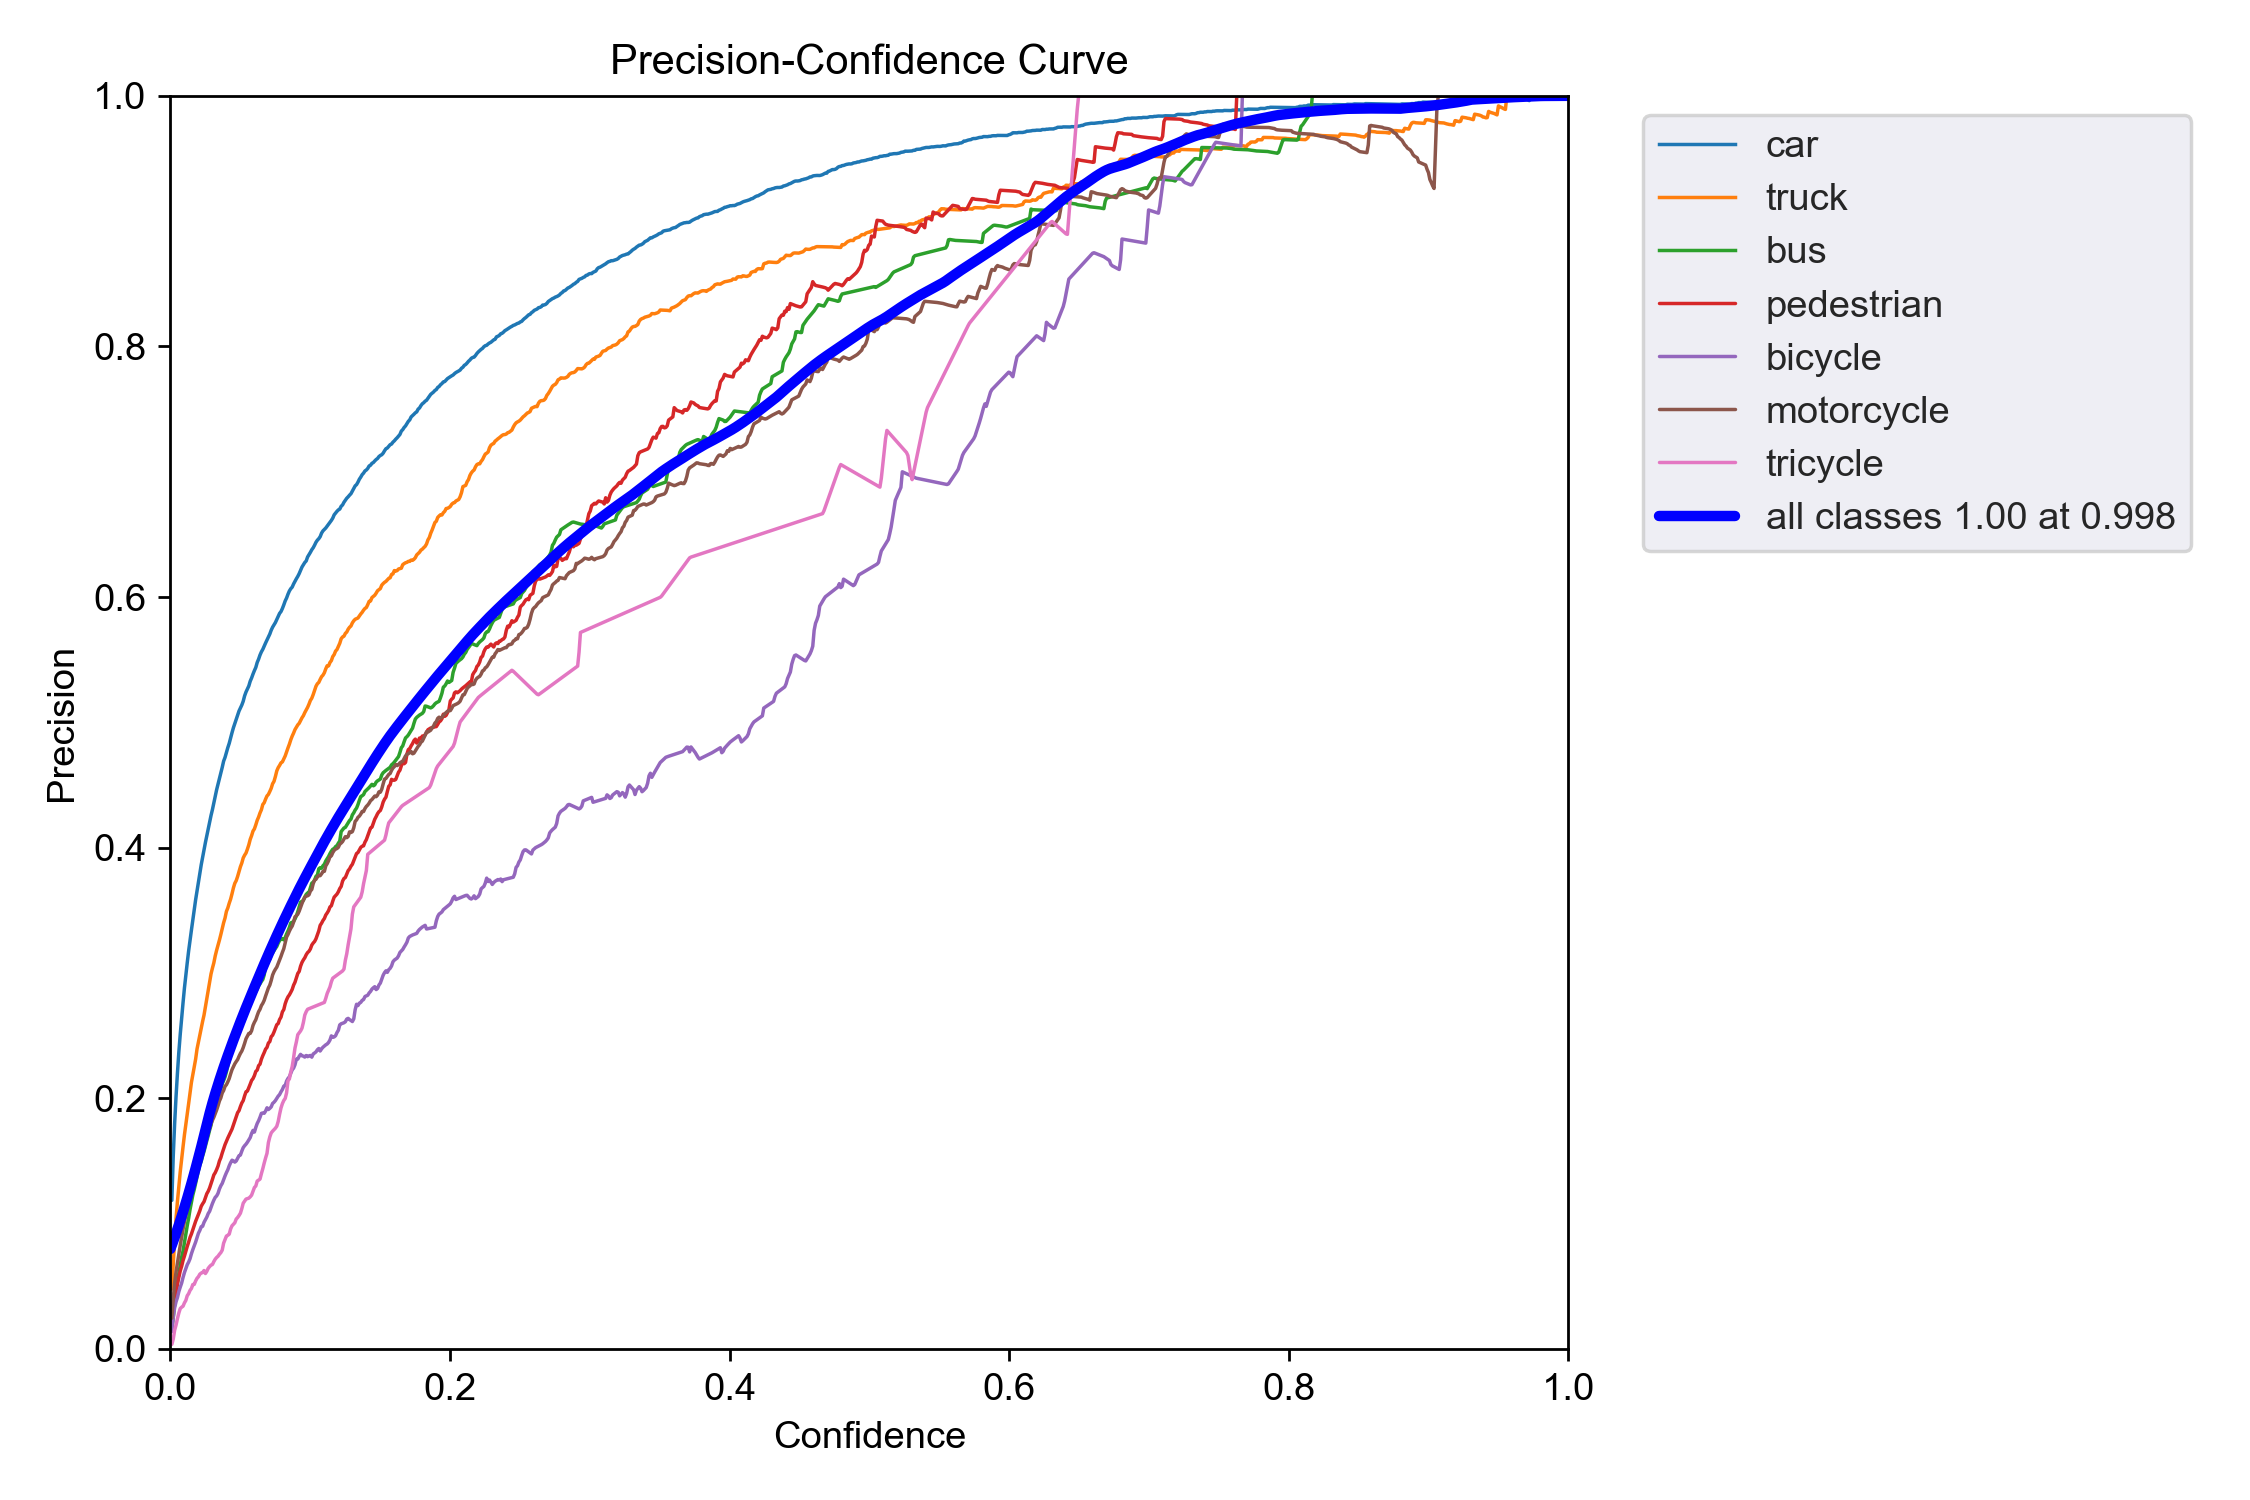 Precision-Confidence Curve
1.0
0.8
0.6
0.4
0.2
0.0
Precision
0.0 0.2 0.4 0.6 0.8 1.0
Confidence
car
truck
bus
pedestrian
bicycle
motorcycle
tricycle
all classes 1.00 at 0.998